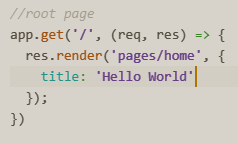 //root page
app.get('/', (req, res) => {
  res.render('pages/home', {
    title: 'Hello World'
  });
})